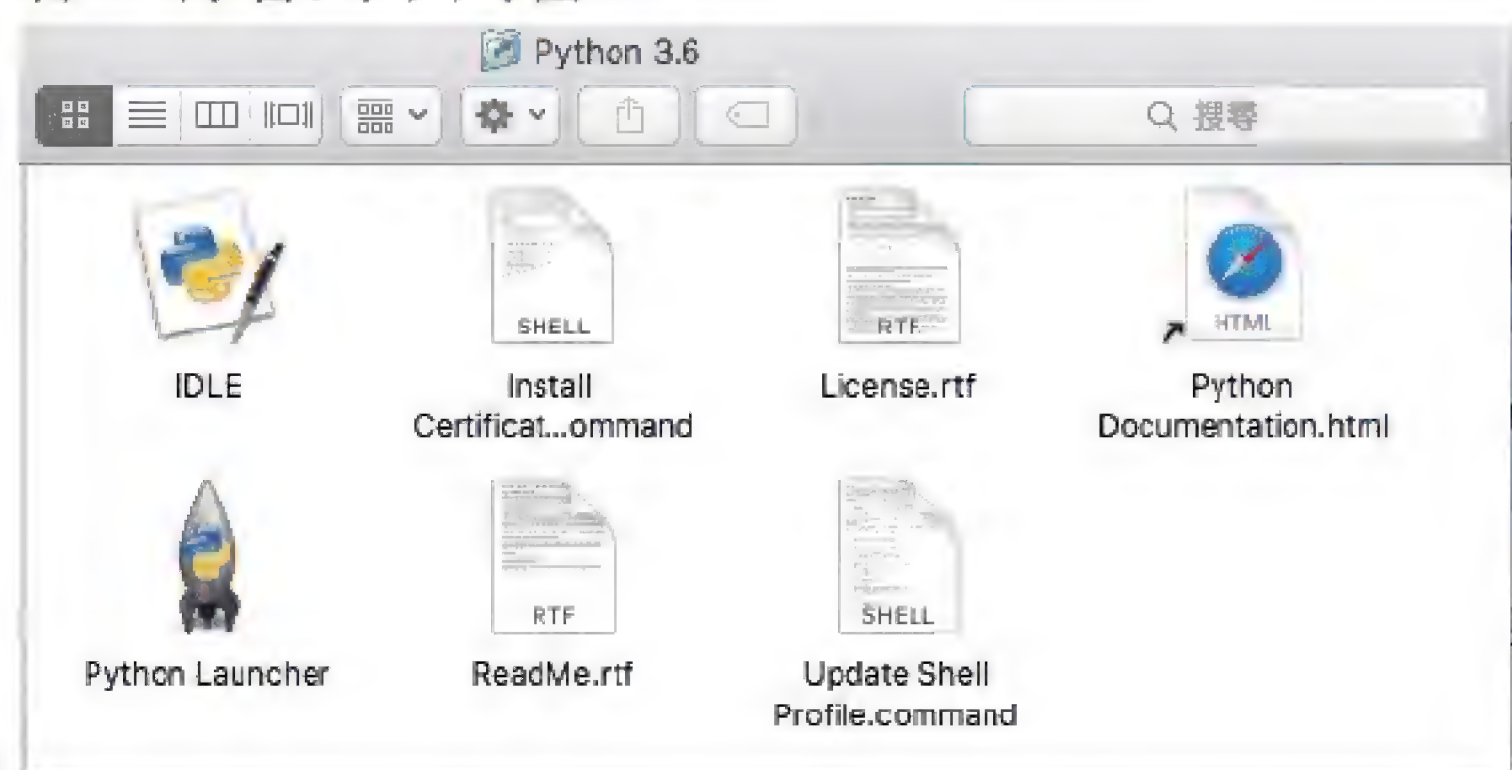 Python 3.6
搜尋
SHELL
RTF
HTML
IDLE
Install
Certificat...ommand
License.rtf
Python
Documentation.html
RTF
SHELL
Python Launcher
ReadMe.rtf
Update Shell
Profile.command